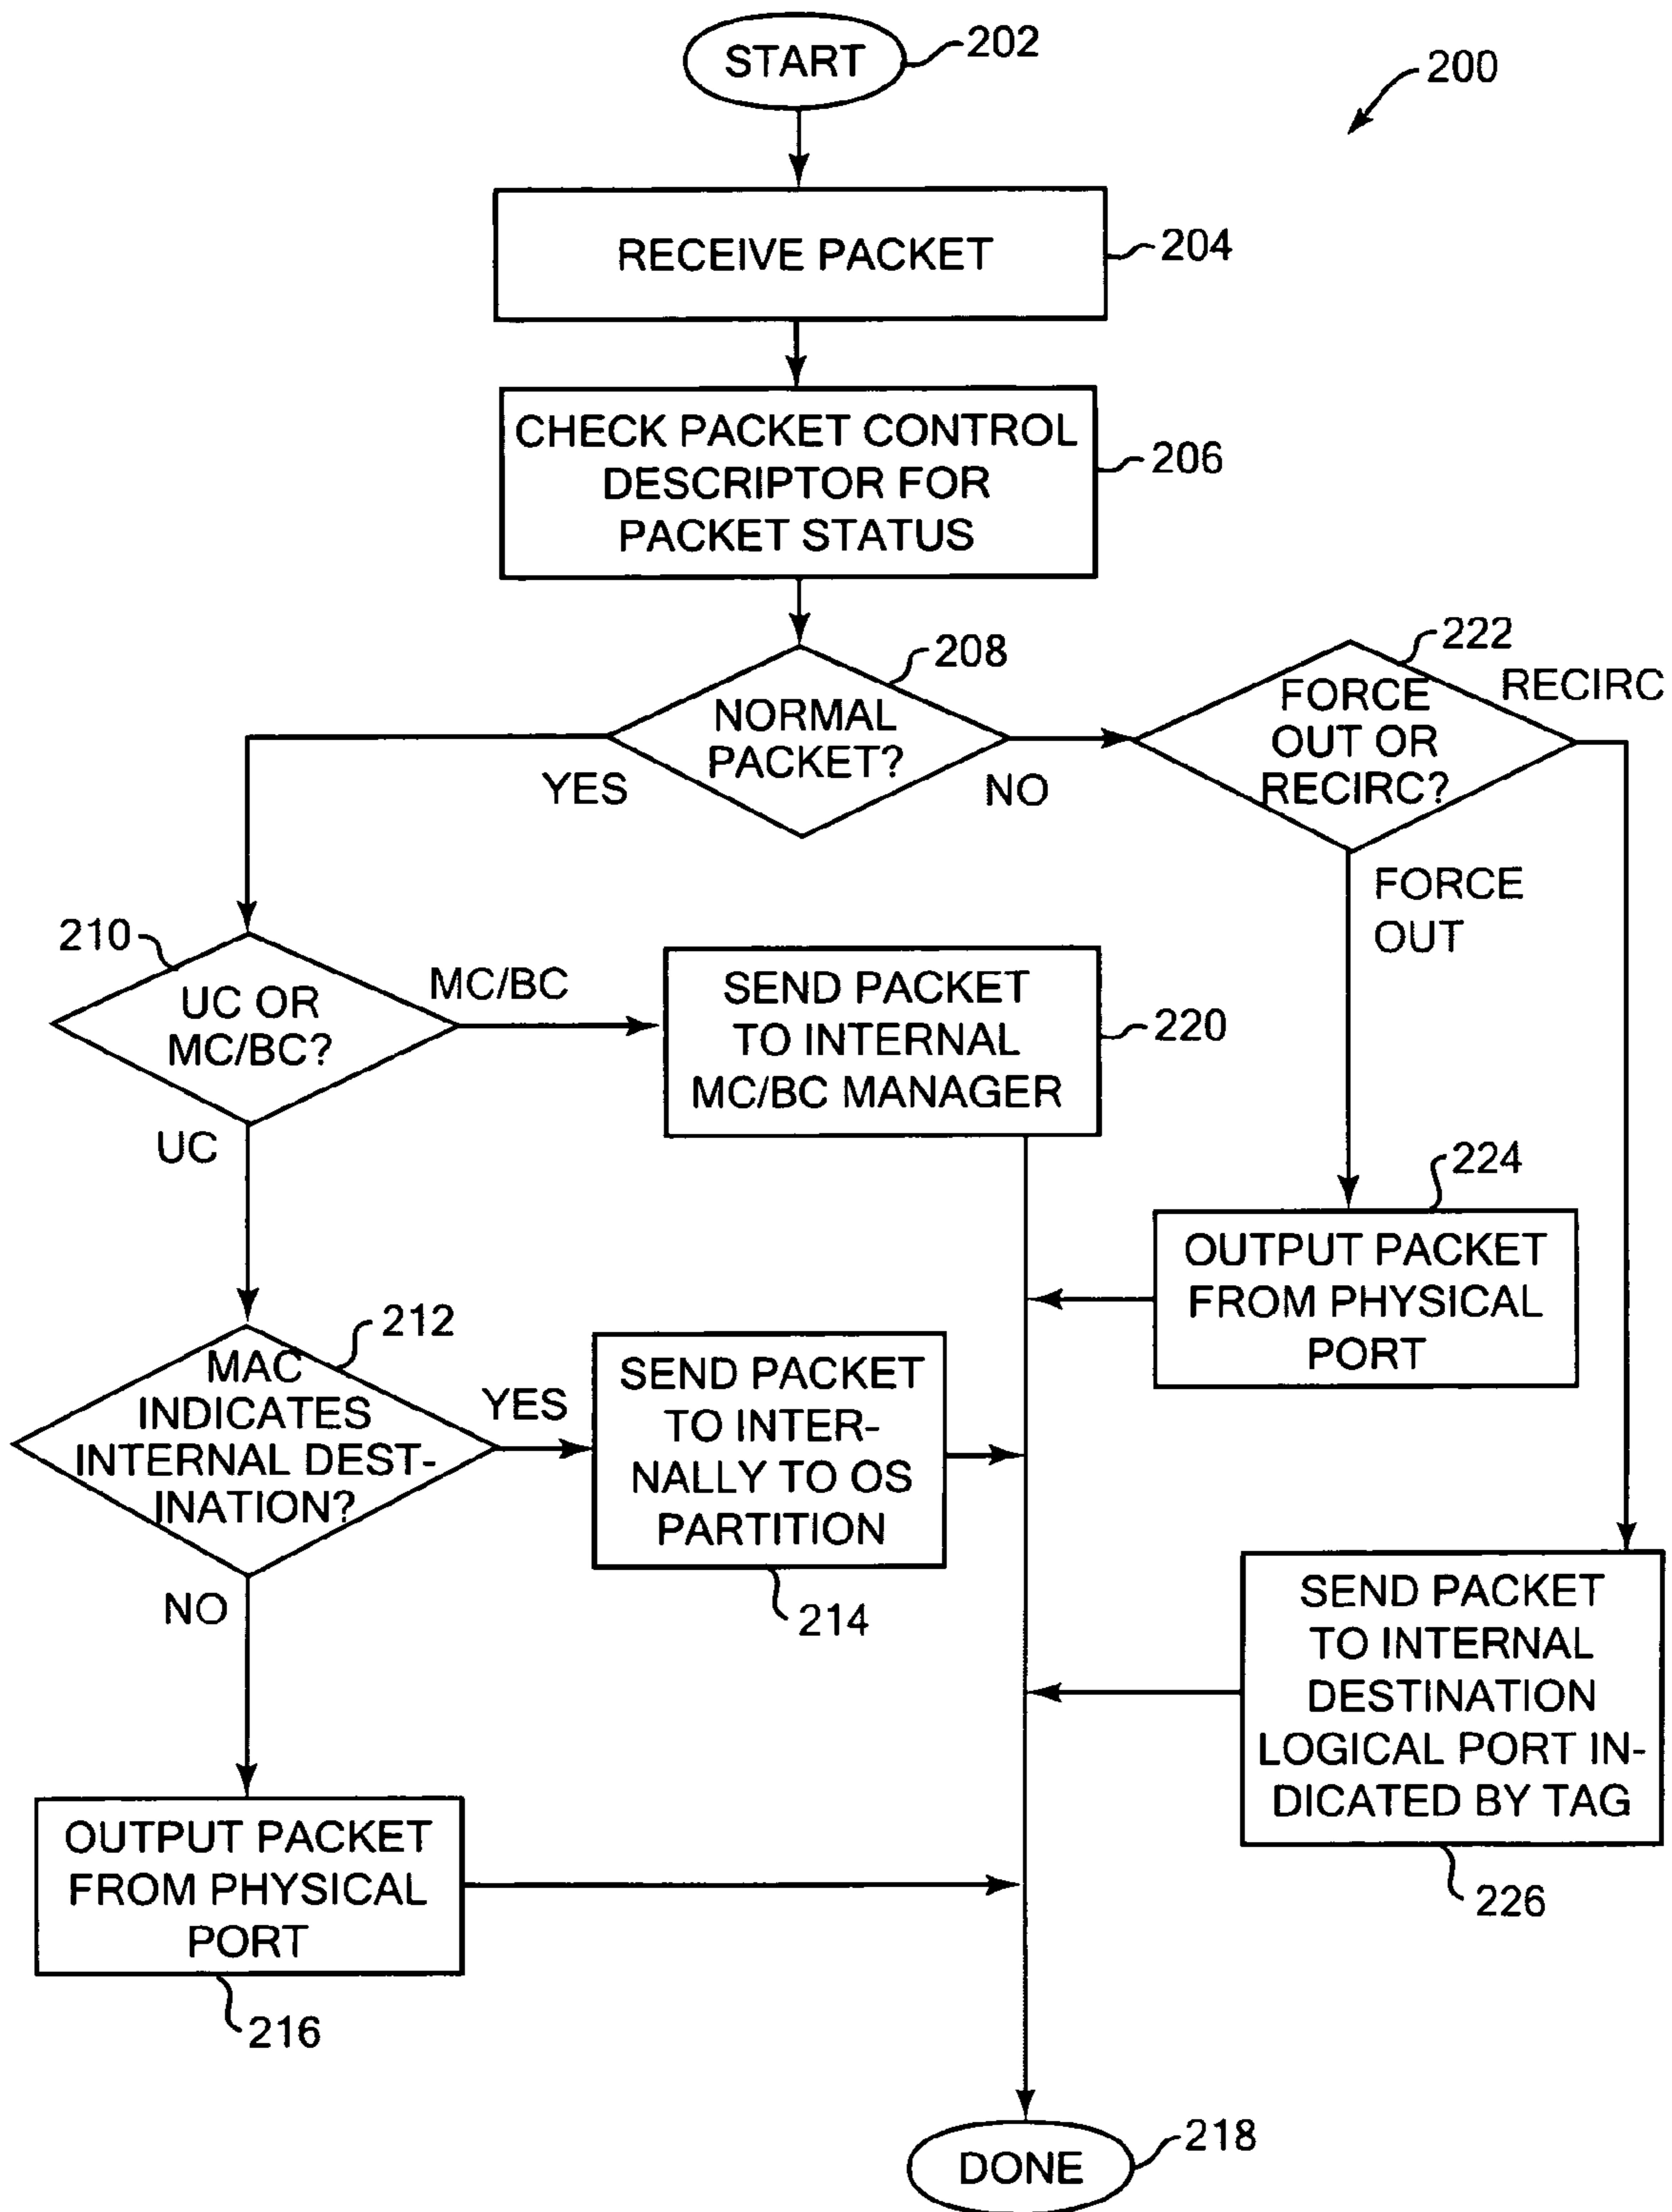 START
202
200
RECEIVE PACKET
204
CHECK PACKET CONTROL
DESCRIPTOR FOR
PACKET STATUS
206
208
NORMAL
PACKET?
YES
NO
222
FORCE
OUT OR
RECIRC?
RECIRC
FORCE
OUT
210
UC OR
MC/BC?
MC/BC
UC
SEND PACKET
TO INTERNAL
MC/BC MANAGER
220
224
OUTPUT PACKET
FROM PHYSICAL
PORT
212
MAC
INDICATES
INTERNAL DEST-
INATION?
YES
NO
SEND PACKET
TO INTER-
NALLY TO OS
PARTITION
214
SEND PACKET
TO INTERNAL
DESTINATION
LOGICAL PORT IN-
DICATED BY TAG
226
OUTPUT PACKET
FROM PHYSICAL
PORT
216
DONE
218